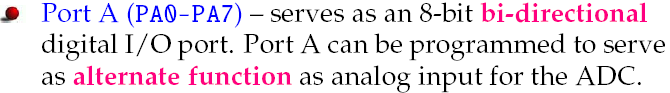 Port A (PA0-PA7) – serves as an 8-bit bi-directional
digital I/O port. Port A can be programmed to serve
as alternate function as analog input for the ADC.